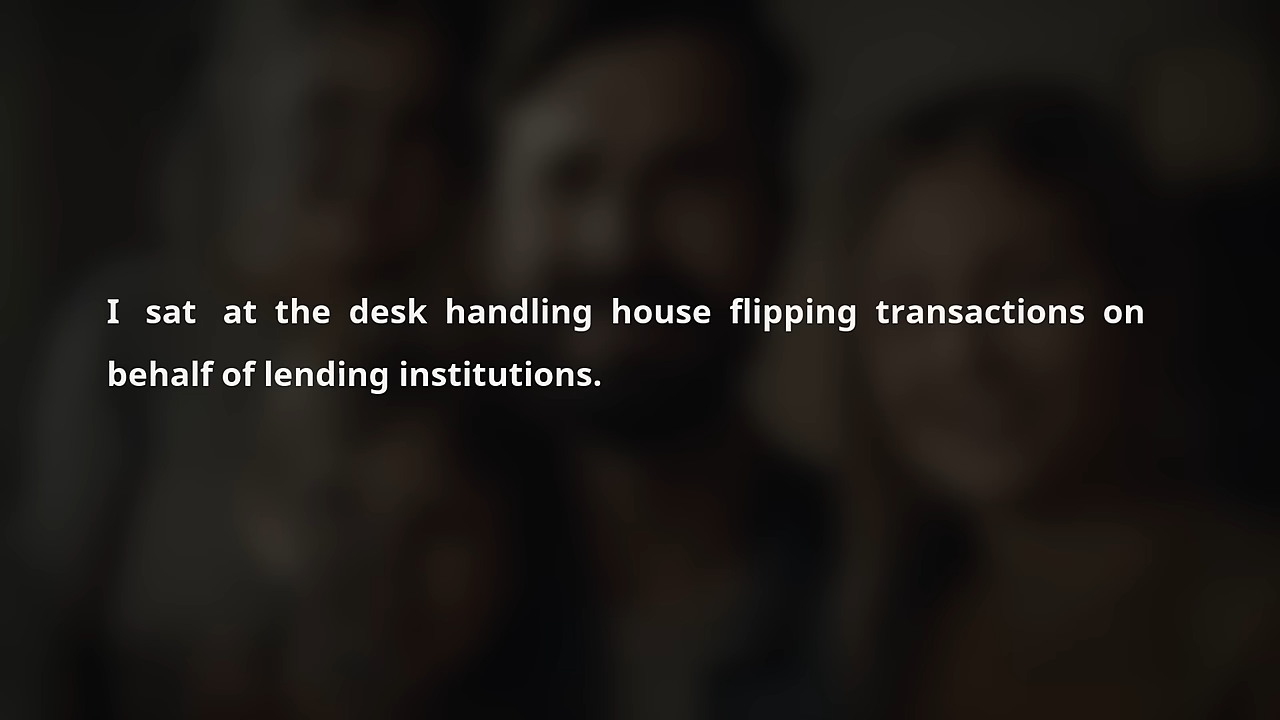 I sat at the desk handling house flipping transactions on
behalf of lending institutions.